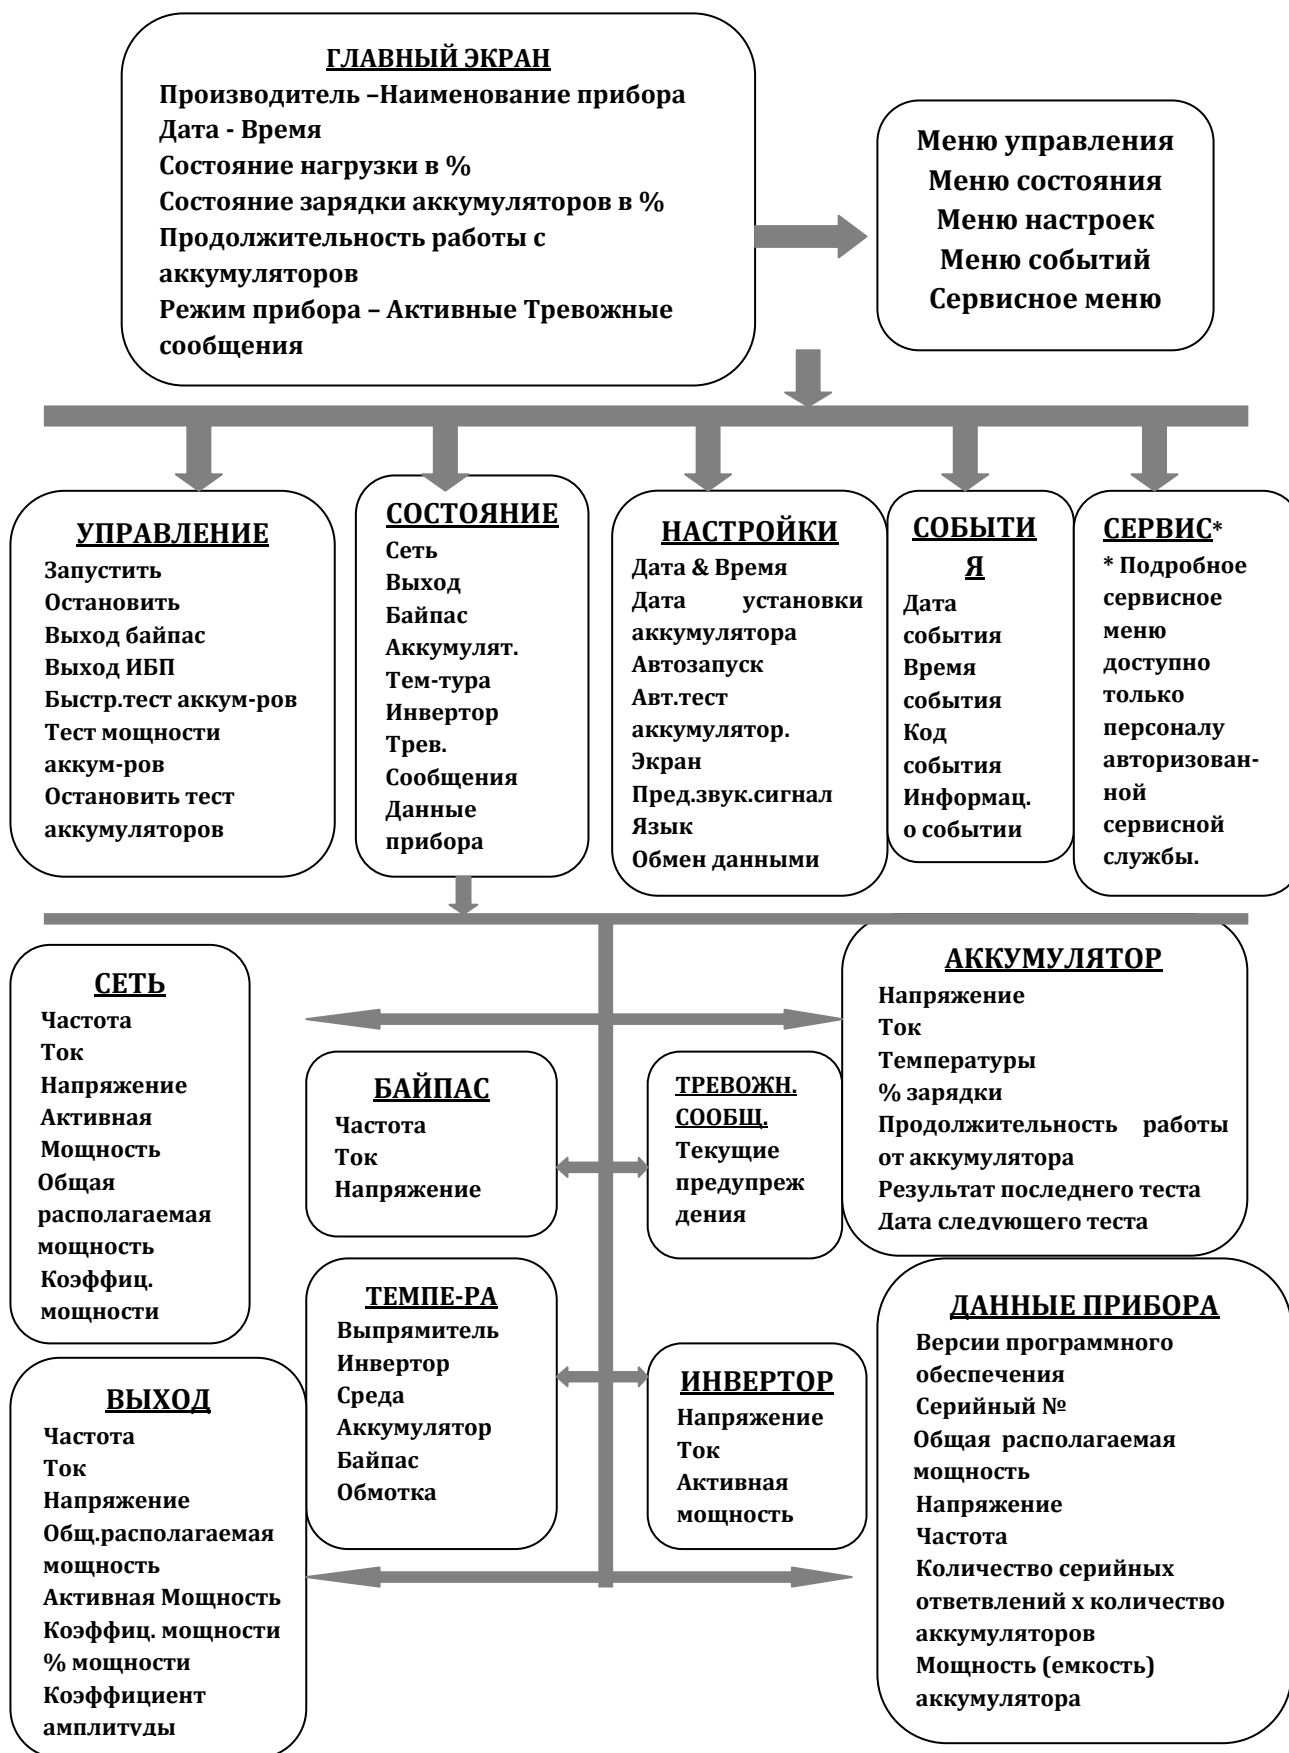 ГЛАВНЫЙ ЭКРАН
Производитель –Наименование прибора
Дата - Время
Состояние нагрузки в %
Состояние зарядки аккумуляторов в %
Продолжительность работы с
аккумуляторов
Режим прибора – Активные Тревожные
сообщения
Меню управления
Меню состояния
Меню настроек
Меню событий
Сервисное меню
УПРАВЛЕНИЕ
Запустить
Остановить
Выход байпас
Выход ИБП
Быстр.тест аккум-ров
Тест мощности
аккум-ров
Остановить тест
аккумуляторов
СОСТОЯНИЕ
Сеть
Выход
Байпас
Аккумулят.
Тем-тура
Инвертор
Трев.
Сообщения
Данные
прибора
НАСТРОЙКИ
Дата & Время
Дата установки
аккумулятора
Автозапуск
Авт.тест
аккумулятор.
Экран
Пред.звук.сигнал
Язык
Обмен данными
СОБЫТИ
Я
Дата
события
Время
события
Код
события
Информац.
о событии
СЕРВИС*
* Подробное
сервисное
меню
доступно
только
персоналу
авторизован-
ной
сервисной
службы.
СЕТЬ
Частота
Ток
Напряжение
Активная
Мощность
Общая
располагаемая
мощность
Коэффиц.
мощности
БАЙПАС
Частота
Ток
Напряжение
ТРЕВОЖН.
СООБЩ.
Текущие
предупреж
дения
АККУМУЛЯТОР
Напряжение
Ток
Температуры
% зарядки
Продолжительность работы
от аккумулятора
Результат последнего теста
Дата следующего теста
ВЫХОД
Частота
Ток
Напряжение
Общ.располагаемая
мощность
Активная Мощность
Коэффиц. мощности
% мощности
Коэффициент
амплитуды
ТЕМПЕ-РА
Выпрямитель
Инвертор
Среда
Аккумулятор
Байпас
Обмотка
ИНВЕРТОР
Напряжение
Ток
Активная
мощность
ДАННЫЕ ПРИБОРА
Версии программного
обеспечения
Серийный №
Общая располагаемая
мощность
Напряжение
Частота
Количество серийных
ответвлений х количество
аккумуляторов
Мощность (емкость)
аккумулятора